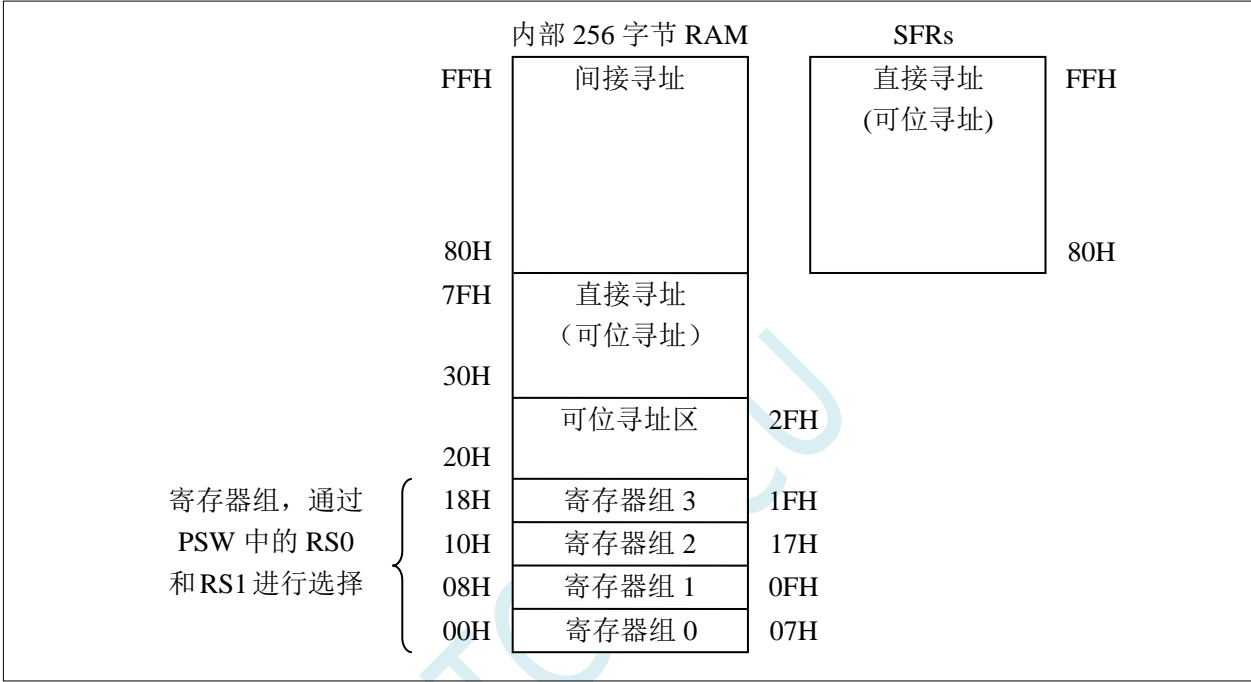 内部 256 字节 RAM
SFRs
FFH
间接寻址
直接寻址
FFH
(可位寻址)
80H
80H
7FH
直接寻址
（可位寻址）
30H
可位寻址区
2FH
20H
寄存器组，通过
PSW 中的 RS0
和RS1进行选择
18H
寄存器组 3
1FH
10H
寄存器组 2
17H
08H
寄存器组 1
0FH
00H
寄存器组 0
07H